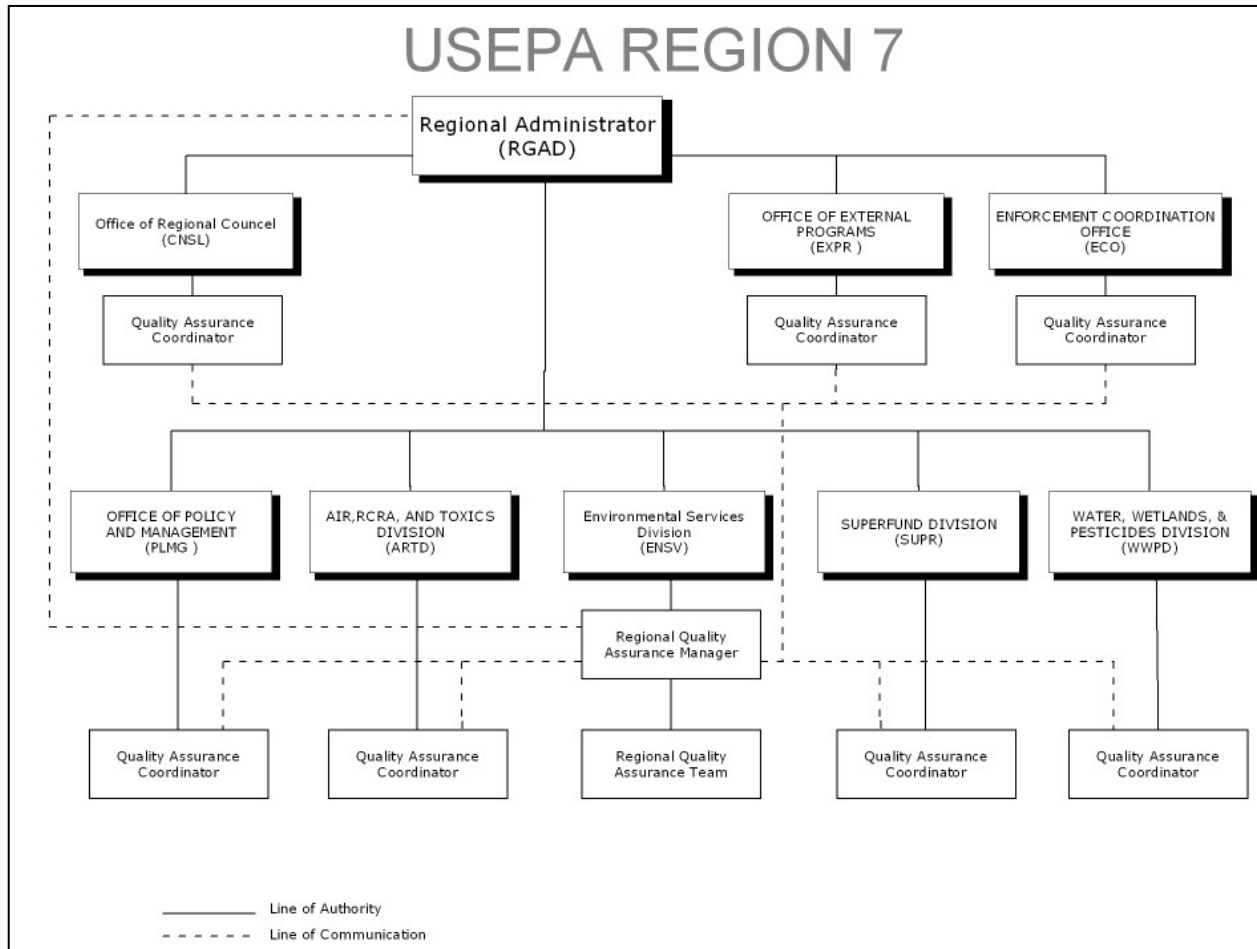 USEPA REGION 7
Regional Administrator
(RGAD)
Office of Regional Councel
(CNSL)
OFFICE OF EXTERNAL
PROGRAMS
(EXPR )
ENFORCEMENT COORDINATION
OFFICE
(ECO)
Quality Assurance
Coordinator
Quality Assurance
Coordinator
Quality Assurance
Coordinator
OFFICE OF POLICY
AND MANAGEMENT
(PLMG )
AIR,RCRA, AND TOXICS
DIVISION
(ARTD)
Environmental Services
Division
(ENSV)
SUPERFUND DIVISION
(SUPR)
WATER, WETLANDS, &
PESTICIDES DIVISION
(WWPD)
Regional Quality
Assurance Manager
Quality Assurance
Coordinator
Quality Assurance
Coordinator
Regional Quality
Assurance Team
Quality Assurance
Coordinator
Quality Assurance
Coordinator
Line of Authority
Line of Communication